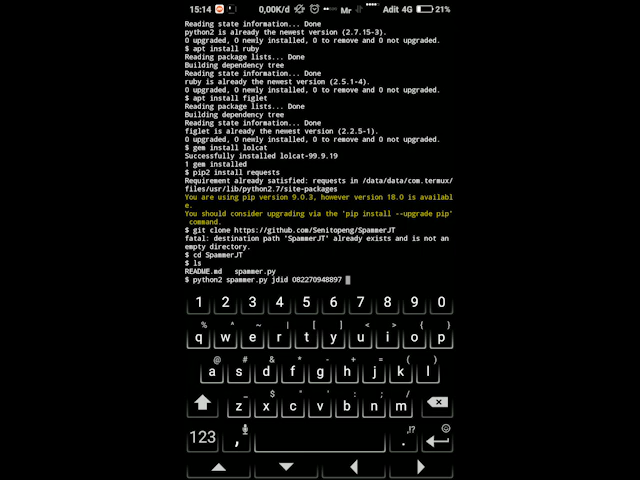 15:14 0,00K/d Mr Adit 4G 21%
Reading state information... Done
python2 is already the newest version (2.7.15-3).
0 upgraded, 0 newly installed, 0 to remove and 0 not upgraded.
$ apt install ruby
Reading package lists... Done
Building dependency tree
Reading state information... Done
ruby is already the newest version (2.5.1-4).
0 upgraded, 0 newly installed, 0 to remove and 0 not upgraded.
$ apt install figlet
Reading package lists... Done
Building dependency tree
Reading state information... Done
figlet is already the newest version (2.2.5-1).
0 upgraded, 0 newly installed, 0 to remove and 0 not upgraded.
$ gem install lolcat
Successfully installed lolcat-99.9.19
1 gem installed
$ pip2 install requests
Requirement already satisfied: requests in /data/data/com.termux/
files/usr/lib/python2.7/site-packages
You are using pip version 9.0.3, however version 18.0 is availabl
e.
You should consider upgrading via the 'pip install --upgrade pip'
command.
$ git clone https://github.com/Senitopeng/SpammerJT
fatal: destination path 'SpammerJT' already exists and is not an
empty directory.
$ cd SpammerJT
$ ls
README.md spammer.py
$ python2 spammer.py jdid 082270948897
1 2 3 4 5 6 7 8 9 0
% ^ ~ | [ ] < > { }
q w e r t y u i o p
@ # & * - + = ( )
a s d f g h j k l
_ $ " ' : ; /
z x c v b n m
,!?
123 , .